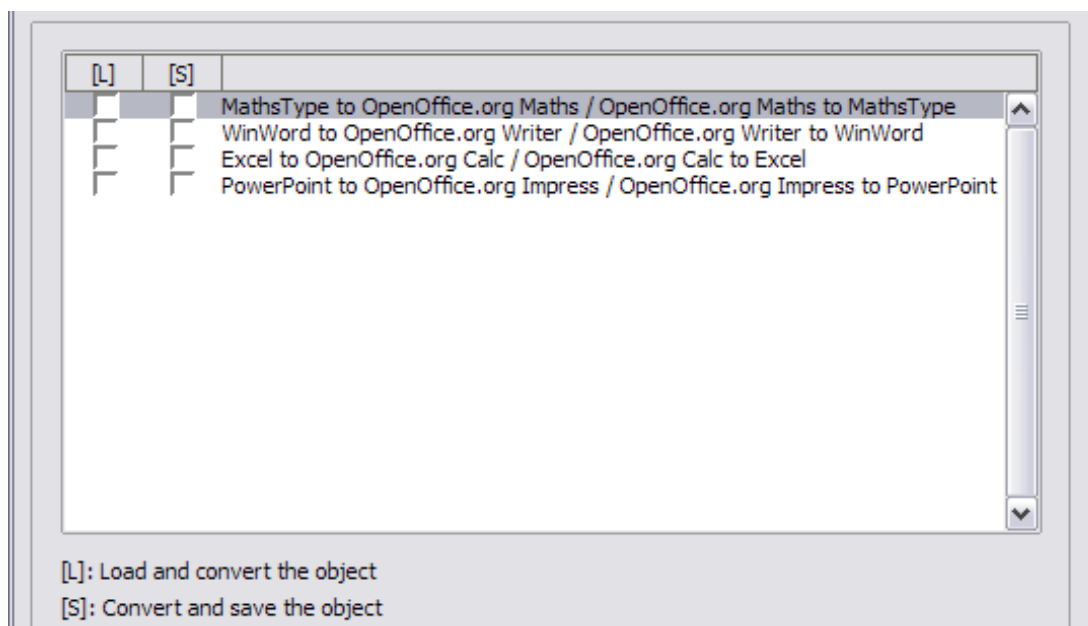 [L] [S]
MathsType to OpenOffice.org Maths / OpenOffice.org Maths to MathsType
WinWord to OpenOffice.org Writer / OpenOffice.org Writer to WinWord
Excel to OpenOffice.org Calc / OpenOffice.org Calc to Excel
PowerPoint to OpenOffice.org Impress / OpenOffice.org Impress to PowerPoint
[L]: Load and convert the object
[S]: Convert and save the object